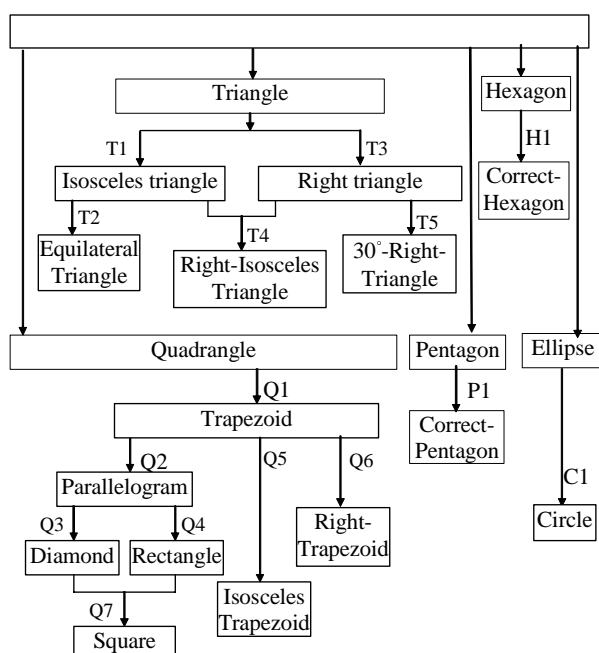 Triangle
Hexagon
T1
T3
H1
Isosceles triangle
Right triangle
Correct-
Hexagon
T2
T4
T5
Equilateral
Triangle
Right-Isosceles
Triangle
30°-Right-
Triangle
Quadrangle
Pentagon
Ellipse
Q1
P1
Trapezoid
Correct-
Pentagon
Q2
Q5
Q6
C1
Parallelogram
Q3
Q4
Right-
Trapezoid
Circle
Diamond
Rectangle
Isosceles
Trapezoid
Q7
Square